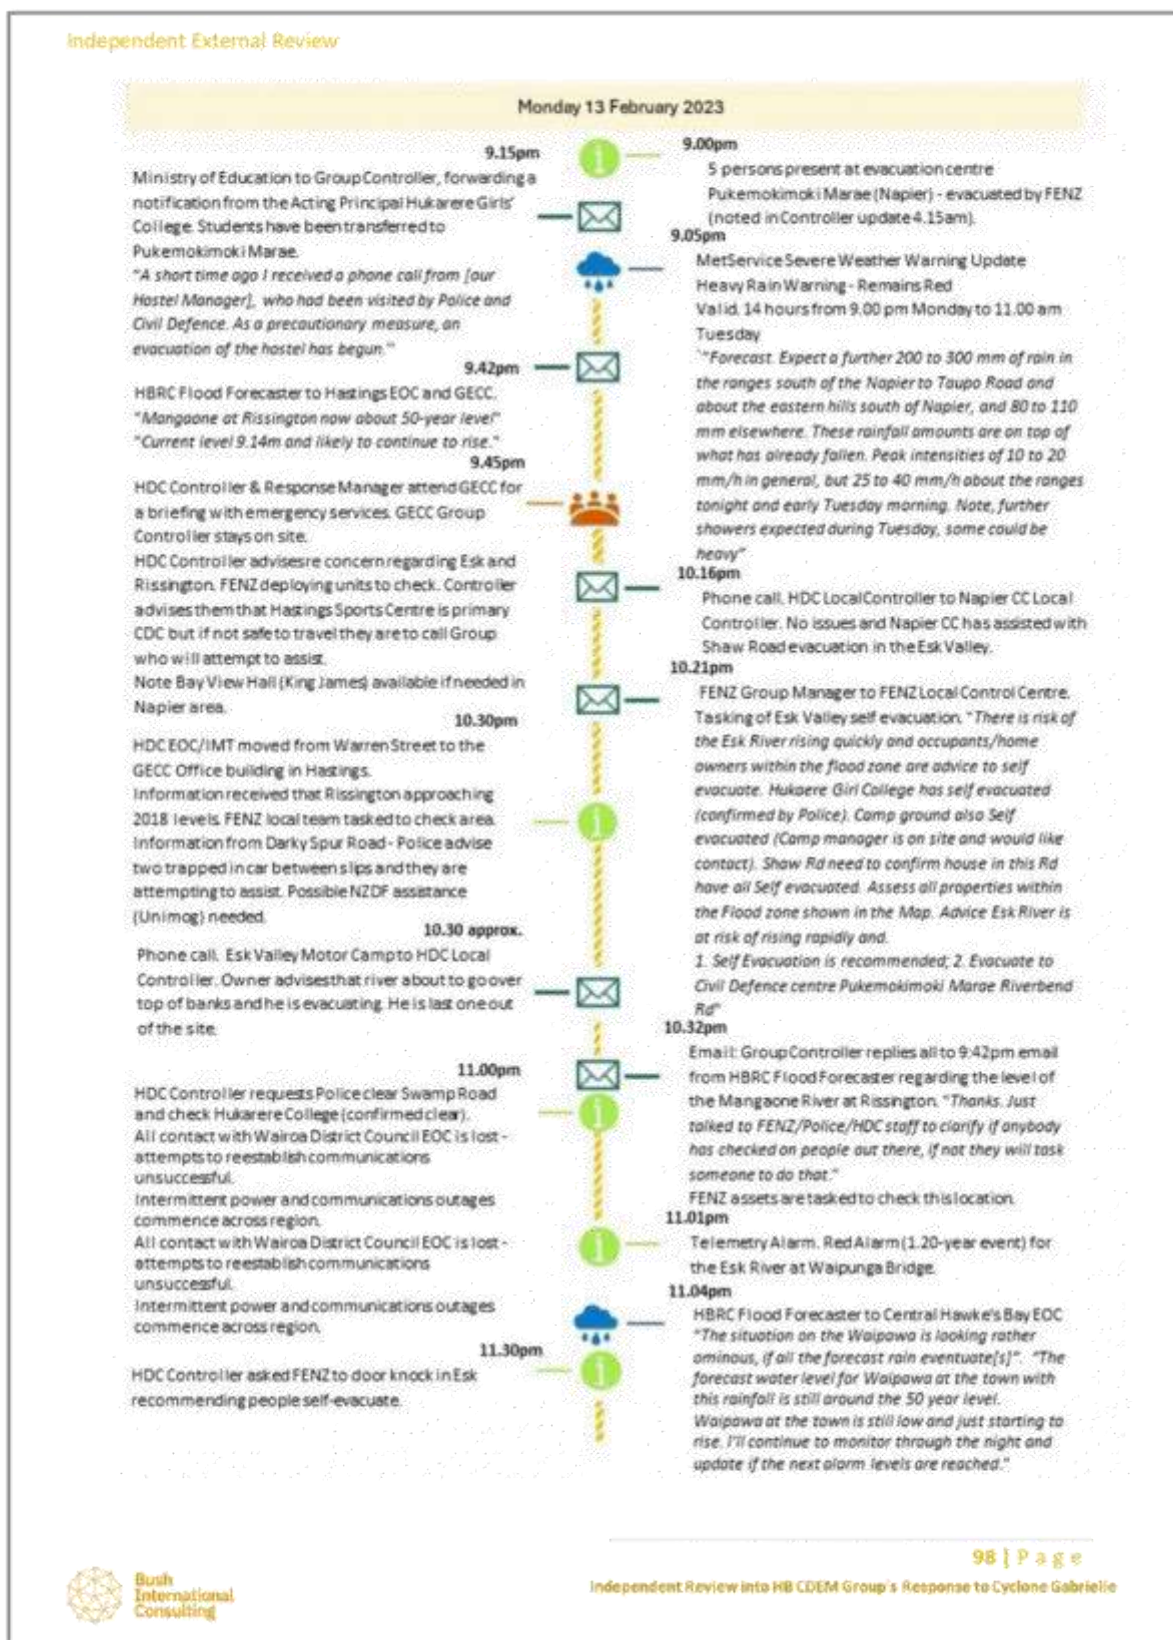 Independent External Review
Monday 13 February 2023
9.15pm
Ministry of Education to Group Controller, forwarding a
notification from the Acting Principal Hukarere Girls'
College. Students have been transferred to
Pukemokimoki Marae.
"A short time ago I received a phone call from [our
Hostel Manager], who had been visited by Police and
Civil Defence. As a precautionary measure, an
evacuation of the hostel has begun."
9.42pm
HBRC Flood Forecaster to Hastings EOC and GECC.
"Mangaone at Rissington now about 50-year level"
"Current level 9.14m and likely to continue to rise."
9.45pm
HDC Controller & Response Manager attend GECC for
a briefing with emergency services. GECC Group
Controller stays on site.
HDC Controller advises re concern regarding Esk and
Rissington. FENZ deploying units to check. Controller
advises them that Hastings Sports Centre is primary
CDC but if not safe to travel they are to call Group
who will attempt to assist.
Note Bay View Hall (King James) available if needed in
Napier area.
10.30pm
HDC EOC/IMT moved from Warren Street to the
GECC Office building in Hastings.
Information received that Rissington approaching
2018 levels. FENZ local team tasked to check area.
Information from Darky Spur Road - Police advise
two trapped in car between slips and they are
attempting to assist. Possible NZDF assistance
(Unimog) needed.
10.30 approx.
Phone call. Esk Valley Motor Camp to HDC Local
Controller. Owner advises that river about to go over
top of banks and he is evacuating. He is last one out
of the site.
11.00pm
HDC Controller requests Police clear Swamp Road
and check Hukarere College (confirmed clear).
All contact with Wairoa District Council EOC is lost -
attempts to reestablish communications
unsuccessful.
Intermittent power and communications outages
commence across region.
All contact with Wairoa District Council EOC is lost -
attempts to reestablish communications
unsuccessful.
Intermittent power and communications outages
commence across region.
11.30pm
HDC Controller asked FENZ to door knock in Esk
recommending people self-evacuate.
9.00pm
5 persons present at evacuation centre
Pukemokimoki Marae (Napier) - evacuated by FENZ
(noted in Controller update 4.15am).
9.05pm
MetService Severe Weather Warning Update
Heavy Rain Warning - Remains Red
Valid. 14 hours from 9.00 pm Monday to 11.00 am
Tuesday
`"Forecast. Expect a further 200 to 300 mm of rain in
the ranges south of the Napier to Taupo Road and
about the eastern hills south of Napier, and 80 to 110
mm elsewhere. These rainfall amounts are on top of
what has already fallen. Peak intensities of 10 to 20
mm/h in general, but 25 to 40 mm/h about the ranges
tonight and early Tuesday morning. Note, further
showers expected during Tuesday, some could be
heavy"
10.16pm
Phone call. HDC Local Controller to Napier CC Local
Controller. No issues and Napier CC has assisted with
Shaw Road evacuation in the Esk Valley.
10.21pm
FENZ Group Manager to FENZ Local Control Centre.
Tasking of Esk Valley self evacuation. "There is risk of
the Esk River rising quickly and occupants/home
owners within the flood zone are advice to self
evacuate. Hukaere Girl College has self evacuated
(confirmed by Police). Camp ground also Self
evacuated (Camp manager is on site and would like
contact). Shaw Rd need to confirm house in this Rd
have all Self evacuated. Assess all properties within
the Flood zone shown in the Map. Advice Esk River is
at risk of rising rapidly and.
1. Self Evacuation is recommended; 2. Evacuate to
Civil Defence centre Pukemokimoki Marae Riverbend
Rd"
10.32pm
Email: Group Controller replies all to 9:42pm email
from HBRC Flood Forecaster regarding the level of
the Mangaone River at Rissington. "Thanks. Just
talked to FENZ/Police/HDC staff to clarify if anybody
has checked on people out there, if not they will task
someone to do that."
FENZ assets are tasked to check this location.
11.01pm
Telemetry Alarm. Red Alarm (1.20-year event) for
the Esk River at Waipunga Bridge.
11.04pm
HBRC Flood Forecaster to Central Hawke's Bay EOC
"The situation on the Waipawa is looking rather
ominous, if all the forecast rain eventuate[s]". "The
forecast water level for Waipawa at the town with
this rainfall is still around the 50 year level.
Waipawa at the town is still low and just starting to
rise. I'll continue to monitor through the night and
update if the next alarm levels are reached."
98 | Page
Bush
International
Consulting
Independent Review into HB CDEM Group's Response to Cyclone Gabrielle